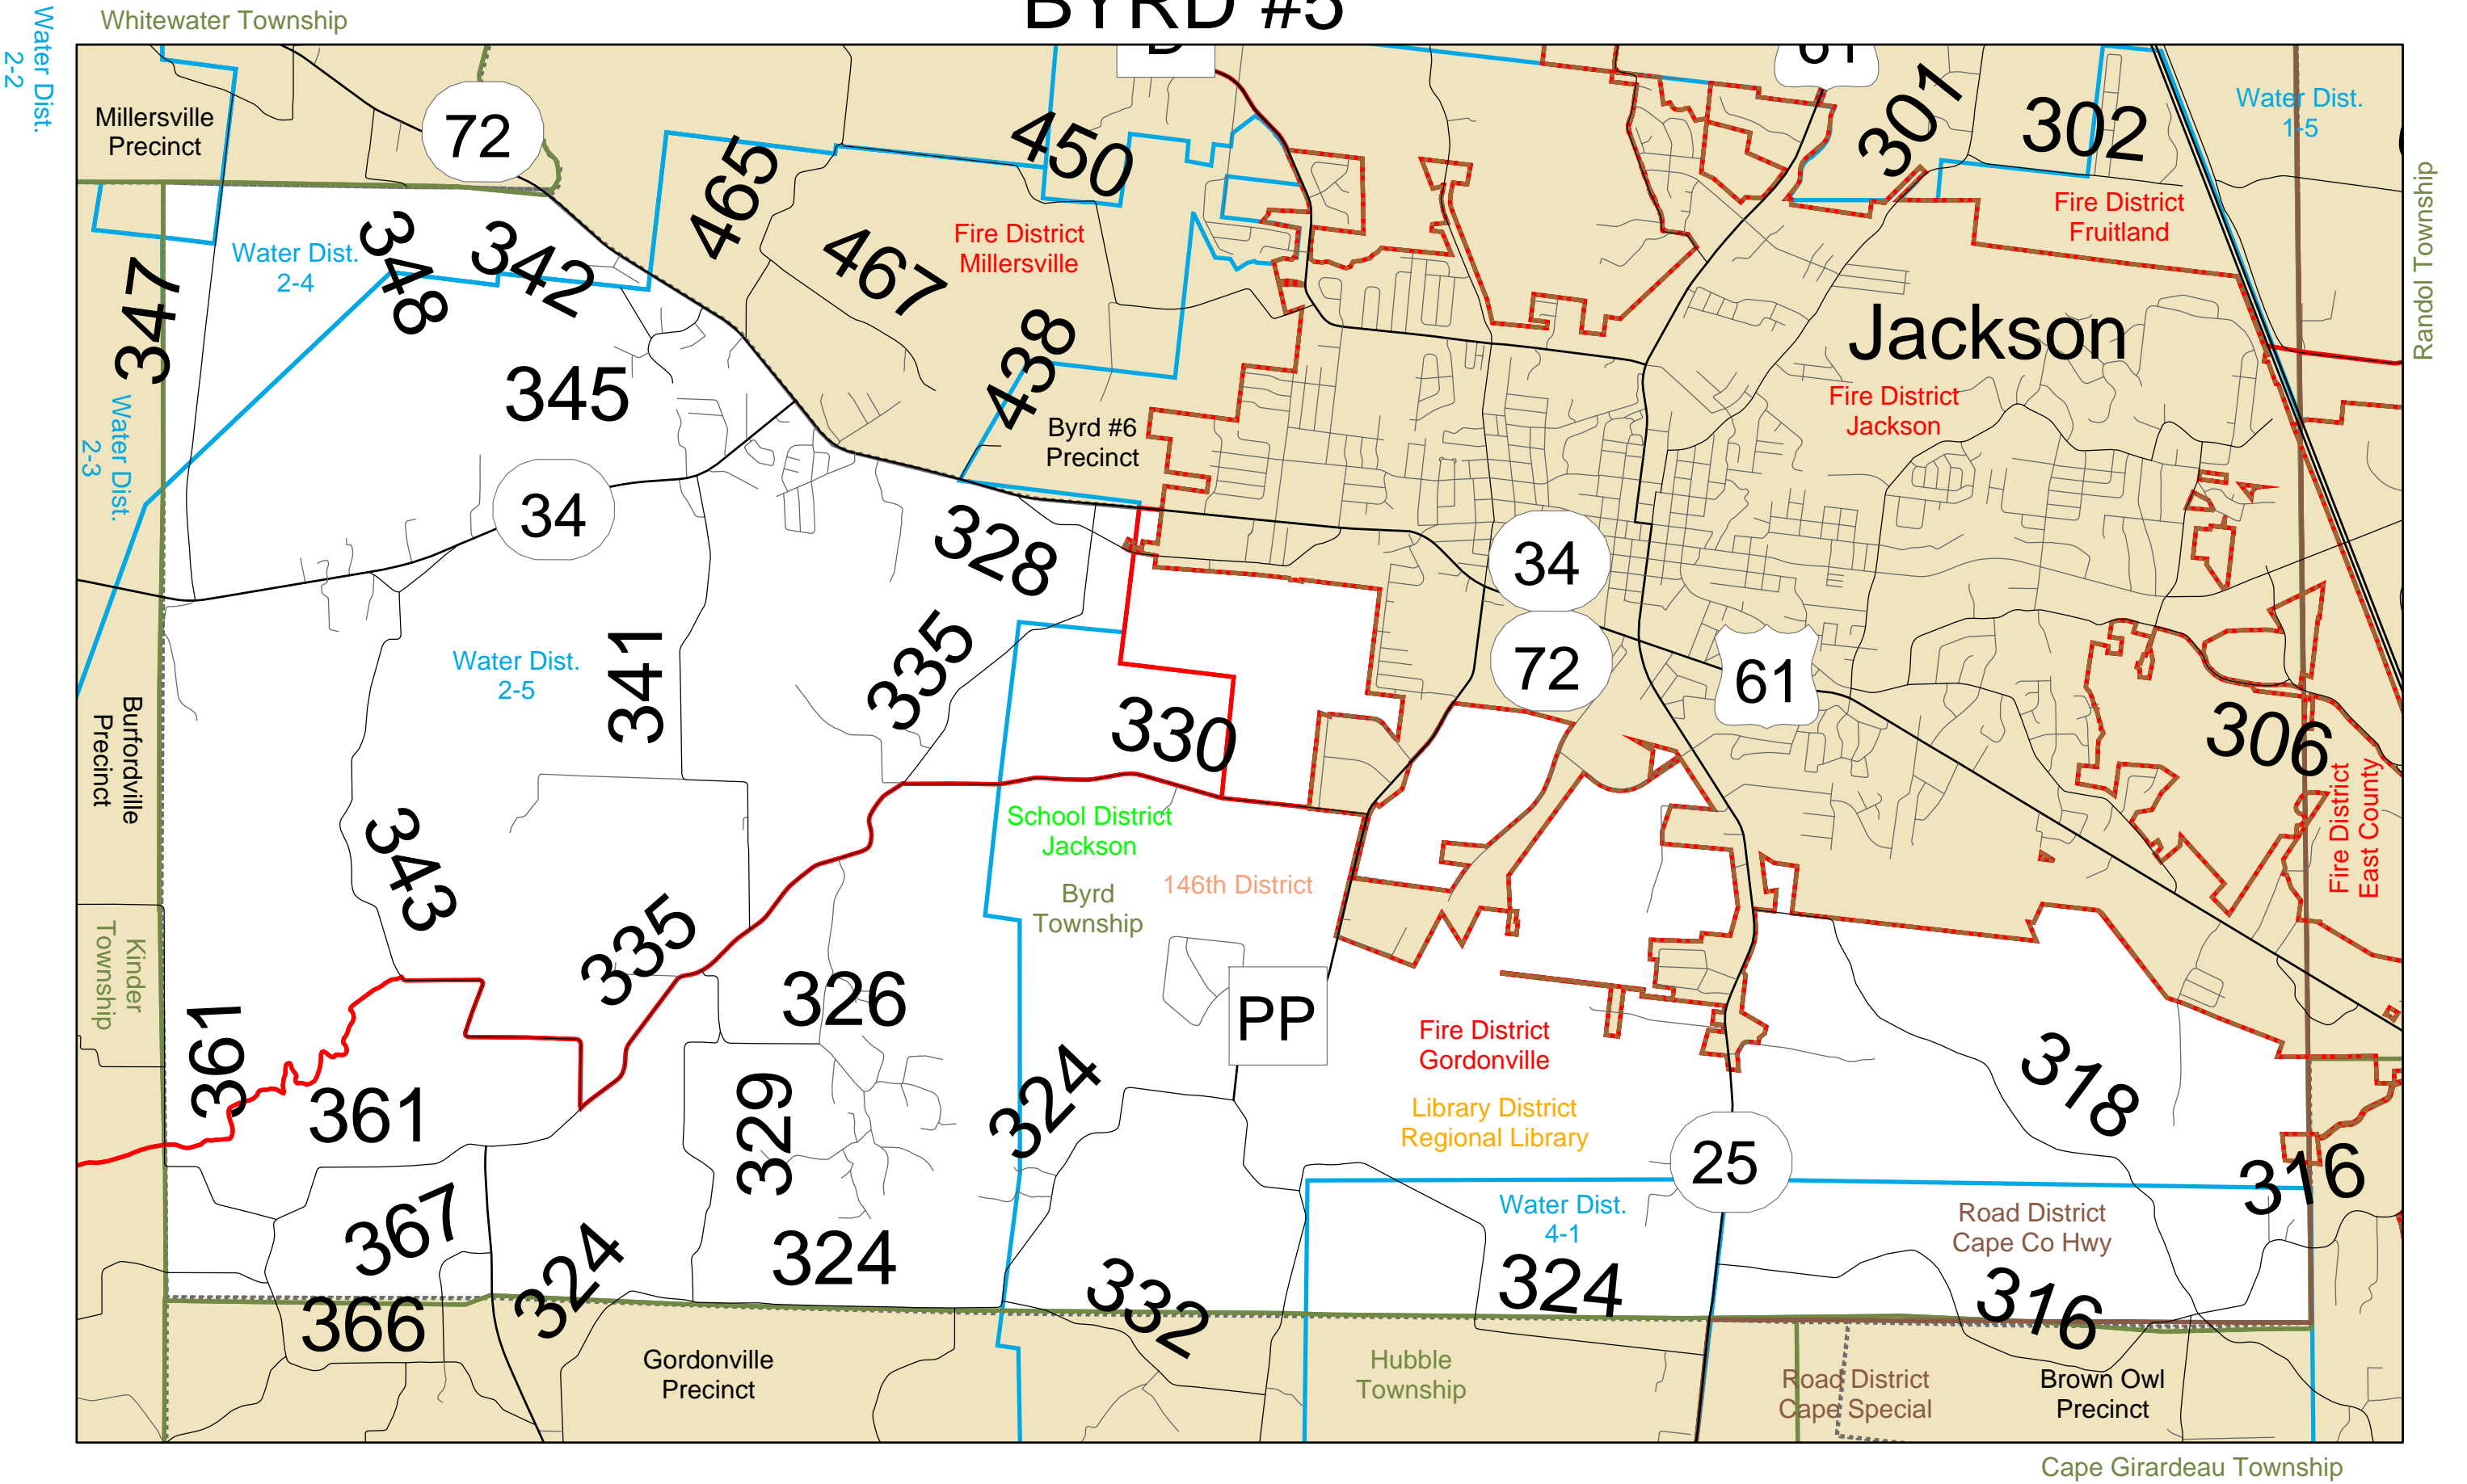 BYRD #5
Whitewater Township
Water Dist.
2-2
Millersville
Precinct
72
61
301
302
Water Dist.
1-5
Randol Township
450
465
467
Fire District
Millersville
Fire District
Fruitland
348
342
Water Dist.
2-4
347
345
438
Jackson
Fire District
Jackson
Byrd #6
Precinct
Water Dist.
2-3
34
328
34
72
61
Water Dist.
2-5
341
335
330
306
Burfordville
Precinct
Fire District
East County
School District
Jackson
343
Byrd
Township
146th District
Kinder
Township
335
326
PP
361
361
Fire District
Gordonville
Library District
Regional Library
318
329
324
25
316
367
324
324
Water Dist.
4-1
324
Road District
Cape Co Hwy
316
366
332
Gordonville
Precinct
Hubble
Township
Road District
Cape Special
Brown Owl
Precinct
Cape Girardeau Township